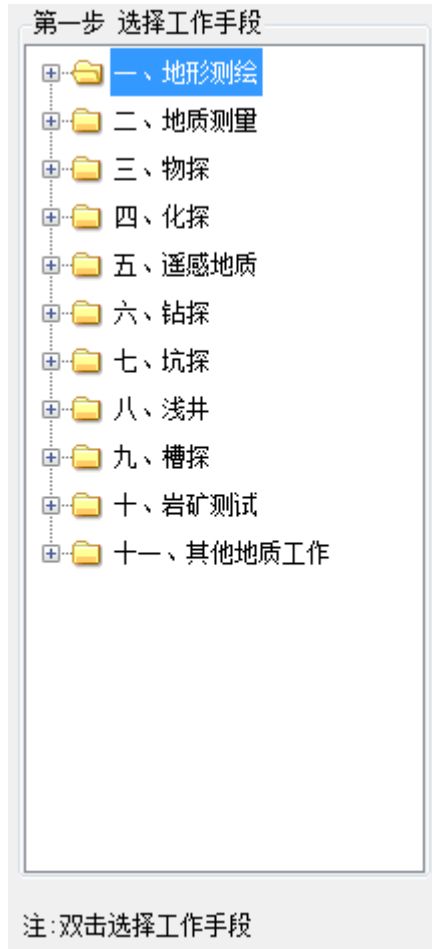 第一步 选择工作手段
一、地形测绘
二、地质测量
三、物探
四、化探
五、遥感地质
六、钻探
七、坑探
八、浅井
九、槽探
十、岩矿测试
十一、其他地质工作
注:双击选择工作手段